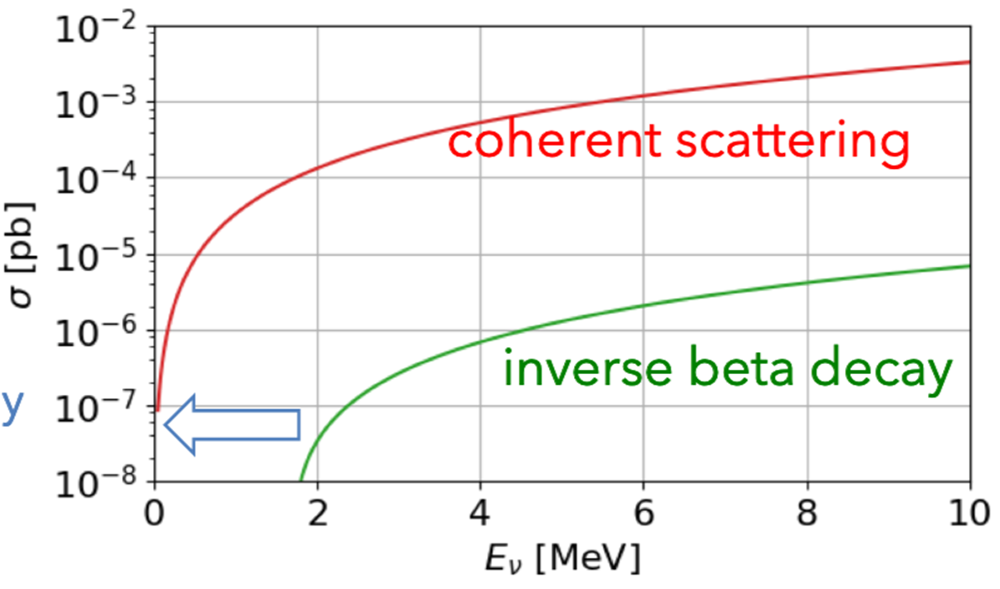 10⁻²
10⁻³
coherent scattering
10⁻⁴
σ [pb]
10⁻⁵
10⁻⁶
inverse beta decay
y
10⁻⁷
10⁻⁸
0 2 4 6 8 10
Eᵥ [MeV]